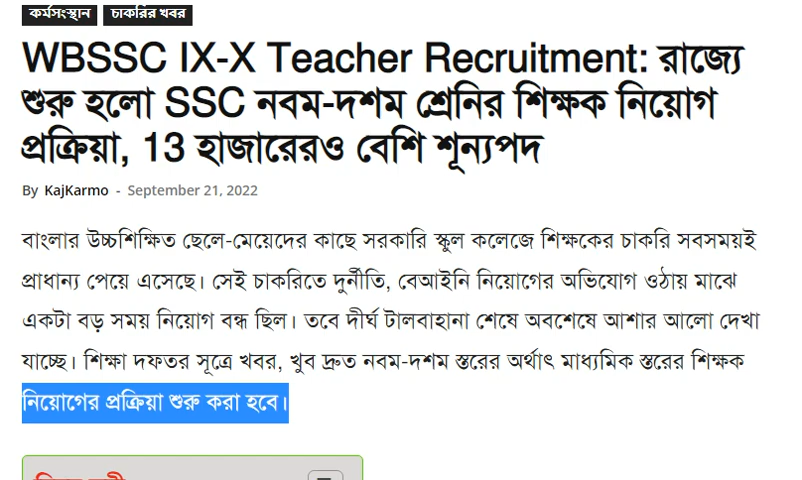 কর্মসংস্থান চাকরির খবর
WBSSC IX-X Teacher Recruitment: রাজ্যে
শুরু হলো SSC নবম-দশম শ্রেনির শিক্ষক নিয়োগ
প্রক্রিয়া, 13 হাজারেরও বেশি শূন্যপদ
By KajKarmo - September 21, 2022
বাংলার উচ্চশিক্ষিত ছেলে-মেয়েদের কাছে সরকারি স্কুল কলেজে শিক্ষকের চাকরি সবসময়ই
প্রাধান্য পেয়ে এসেছে। সেই চাকরিতে দুর্নীতি, বেআইনি নিয়োগের অভিযোগ ওঠায় মাঝে
একটা বড় সময় নিয়োগ বন্ধ ছিল। তবে দীর্ঘ টালবাহানা শেষে অবশেষে আশার আলো দেখা
যাচ্ছে। শিক্ষা দফতর সূত্রে খবর, খুব দ্রুত নবম-দশম স্তরের অর্থাৎ মাধ্যমিক স্তরের শিক্ষক
নিয়োগের প্রক্রিয়া শুরু করা হবে।